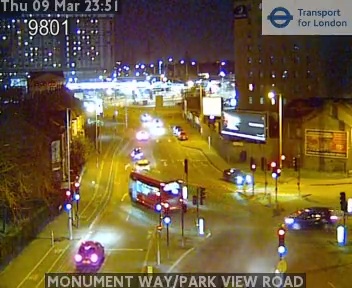 Thu 09 Mar 23:51
9801
Transport
for London
MONUMENT WAY/PARK VIEW ROAD